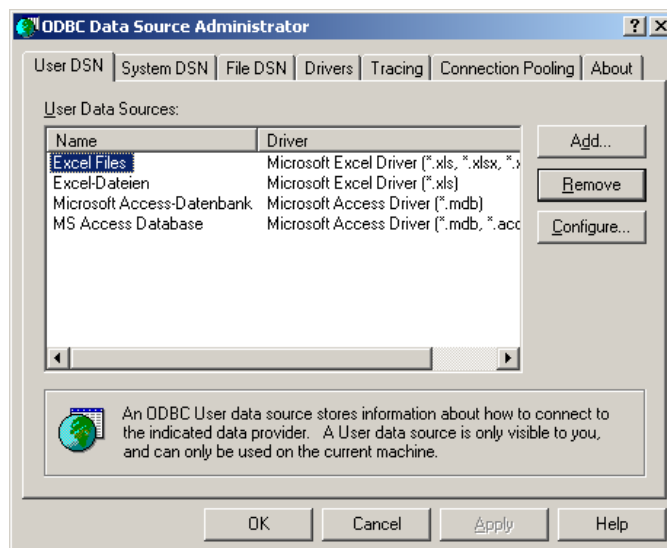 ODBC Data Source Administrator
User DSN System DSN File DSN Drivers Tracing Connection Pooling About
User Data Sources:
Name Driver
Excel Files Microsoft Excel Driver (*.xls, *.xlsx, *.x
Excel-Dateien Microsoft Excel Driver (*.xls)
Microsoft Access-Datenbank Microsoft Access Driver (*.mdb)
MS Access Database Microsoft Access Driver (*.mdb, *.acc
Add...
Remove
Configure...
An ODBC User data source stores information about how to connect to
the indicated data provider. A User data source is only visible to you,
and can only be used on the current machine.
OK Cancel Apply Help